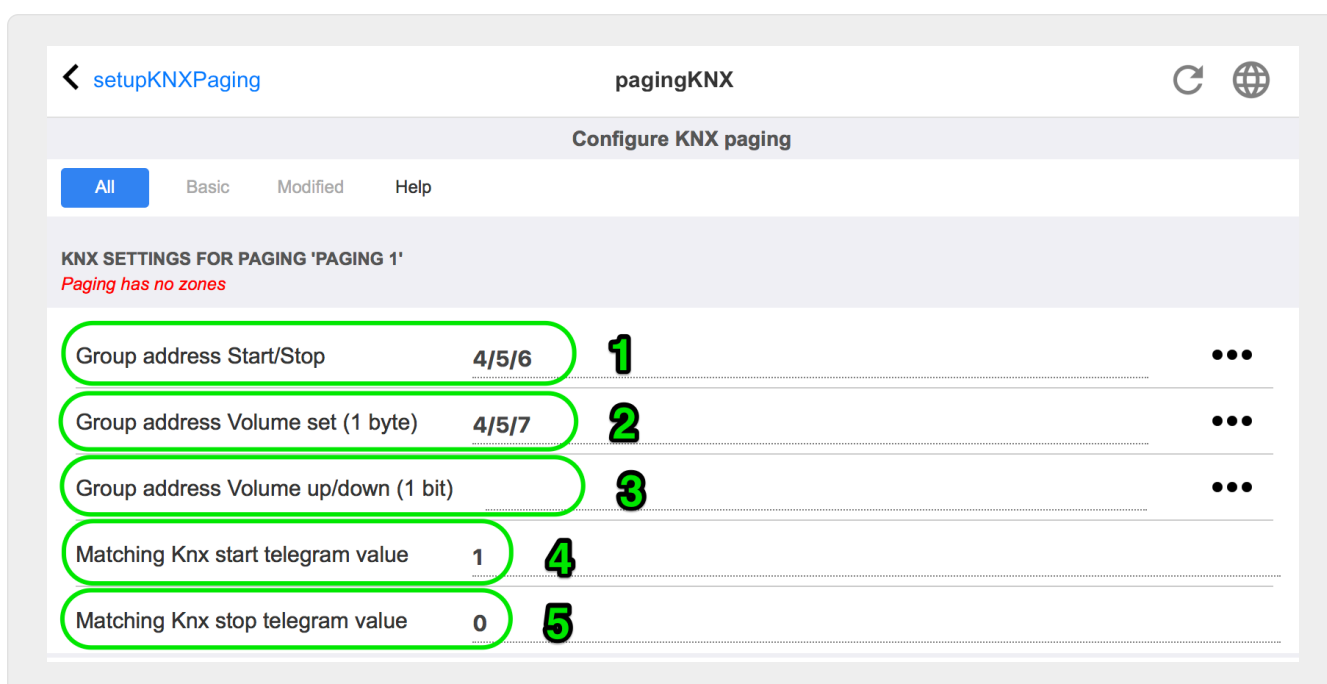 setupKNXPaging pagingKNX
Configure KNX paging
All Basic Modified Help
KNX SETTINGS FOR PAGING 'PAGING 1'
Paging has no zones
Group address Start/Stop 4/5/6 1
Group address Volume set (1 byte) 4/5/7 2
Group address Volume up/down (1 bit) 3
Matching Knx start telegram value 1 4
Matching Knx stop telegram value 0 5